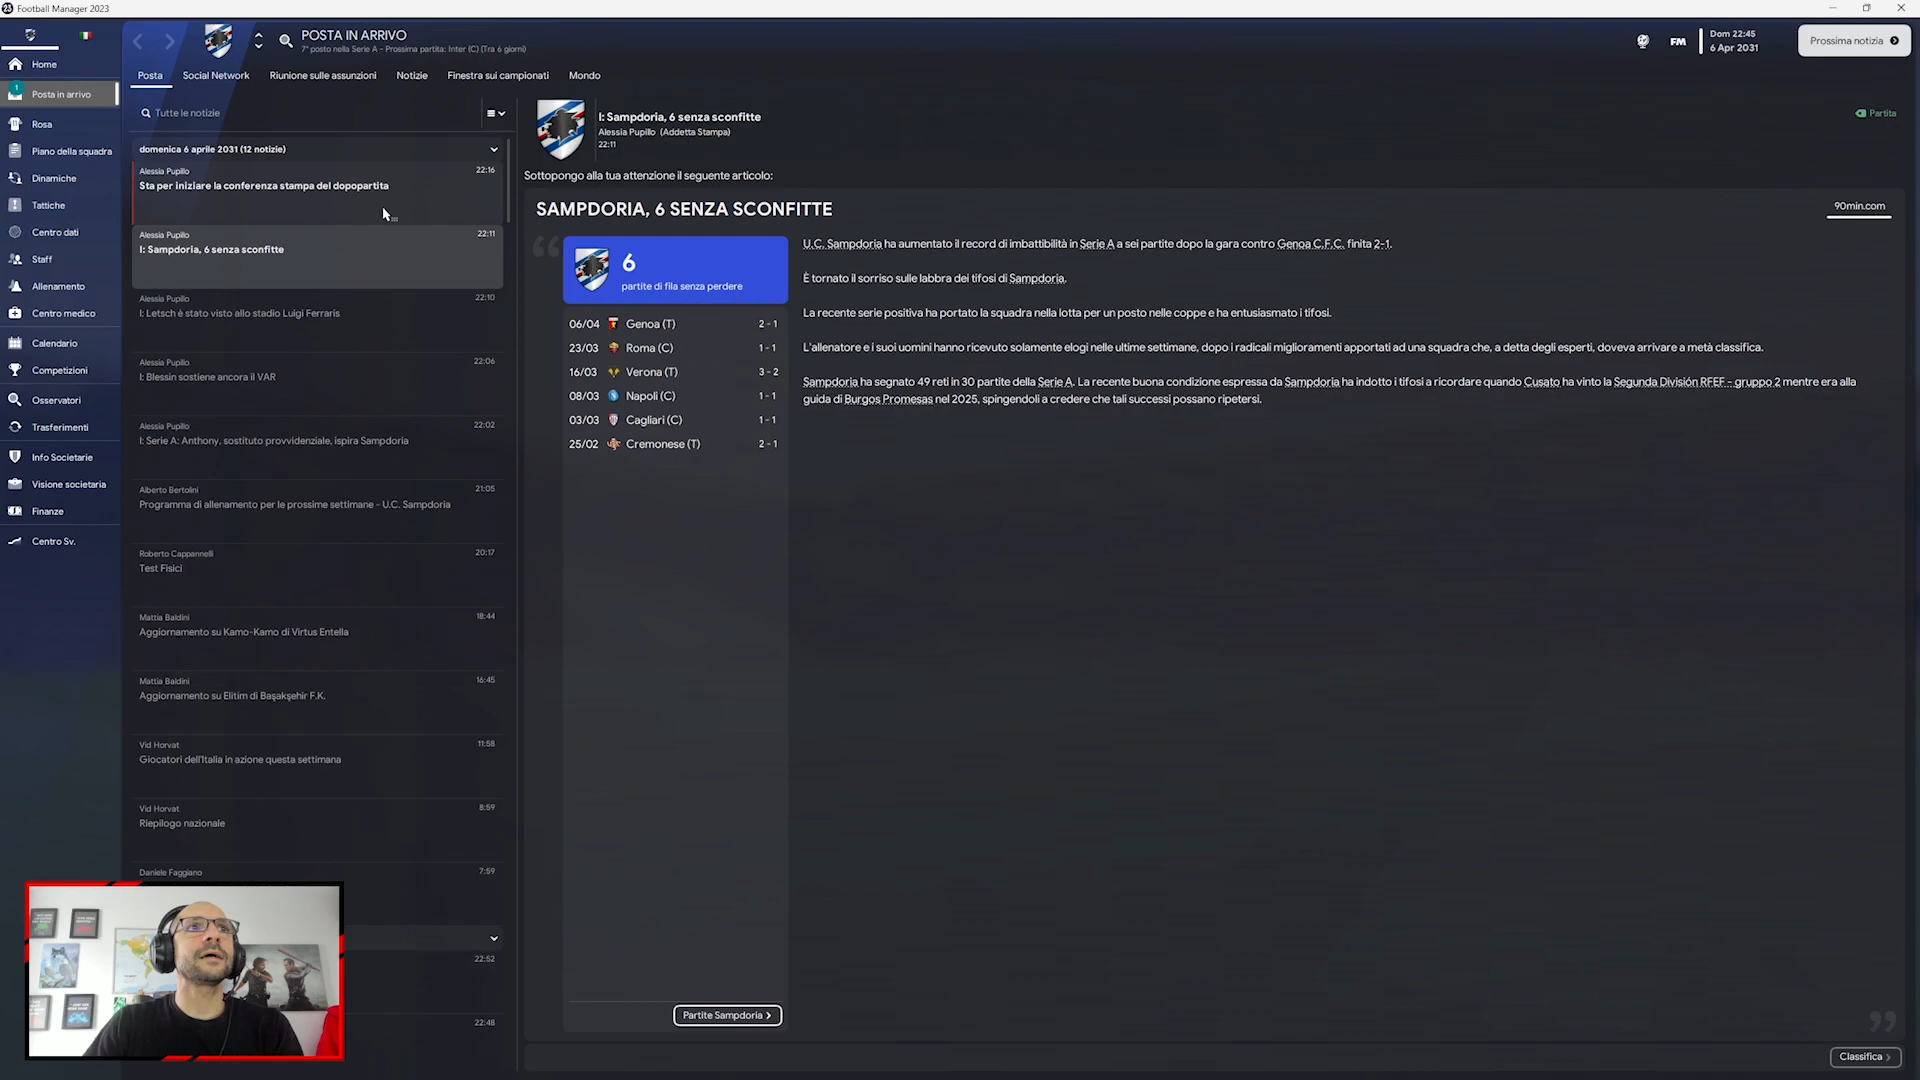 Football Manager 2023
POSTA IN ARRIVO
7° posto nella Serie A - Prossima partita: Inter (C) (Tra 6 giorni)
FM
Dom 22:45
6 Apr 2031
Prossima notizia
Posta
Social Network
Riunione sulle assunzioni
Notizie
Finestra sui campionati
Mondo
Home
1
Posta in arrivo
Rosa
Piano della squadra
Dinamiche
Tattiche
Centro dati
Staff
Allenamento
Centro medico
Calendario
Competizioni
Osservatori
Trasferimenti
Info Societarie
Visione societaria
Finanze
Centro Sv.
Tutte le notizie
domenica 6 aprile 2031 (12 notizie)
Alessia Pupillo 22:16
Sta per iniziare la conferenza stampa del dopopartita
Alessia Pupillo 22:11
I: Sampdoria, 6 senza sconfitte
Alessia Pupillo 22:10
I: Letsch è stato visto allo stadio Luigi Ferraris
Alessia Pupillo 22:06
I: Blessin sostiene ancora il VAR
Alessia Pupillo 22:02
I: Serie A: Anthony, sostituto provvidenziale, ispira Sampdoria
Alberto Bertolini 21:05
Programma di allenamento per le prossime settimane - U.C. Sampdoria
Roberto Cappannelli 20:17
Test Fisici
Mattia Baldini 18:44
Aggiornamento su Kamo-Kamo di Virtus Entella
Mattia Baldini 16:45
Aggiornamento su Elitim di Başakşehir F.K.
Vid Horvat 11:58
Giocatori dell'Italia in azione questa settimana
Vid Horvat 8:59
Riepilogo nazionale
Daniele Faggiano 7:59
22:52
22:48
I: Sampdoria, 6 senza sconfitte
Alessia Pupillo (Addetta Stampa)
22:11
Partita
Sottopongo alla tua attenzione il seguente articolo:
SAMPDORIA, 6 SENZA SCONFITTE
90min.com
6
partite di fila senza perdere
06/04 Genoa (T) 2 - 1
23/03 Roma (C) 1 - 1
16/03 Verona (T) 3 - 2
08/03 Napoli (C) 1 - 1
03/03 Cagliari (C) 1 - 1
25/02 Cremonese (T) 2 - 1
Partite Sampdoria
U.C. Sampdoria ha aumentato il record di imbattibilità in Serie A a sei partite dopo la gara contro Genoa C.F.C. finita 2-1.
È tornato il sorriso sulle labbra dei tifosi di Sampdoria.
La recente serie positiva ha portato la squadra nella lotta per un posto nelle coppe e ha entusiasmato i tifosi.
L'allenatore e i suoi uomini hanno ricevuto solamente elogi nelle ultime settimane, dopo i radicali miglioramenti apportati ad una squadra che, a detta degli esperti, doveva arrivare a metà classifica.
Sampdoria ha segnato 49 reti in 30 partite della Serie A. La recente buona condizione espressa da Sampdoria ha indotto i tifosi a ricordare quando Cusato ha vinto la Segunda División RFEF - gruppo 2 mentre era alla
guida di Burgos Promesas nel 2025, spingendoli a credere che tali successi possano ripetersi.
Classifica